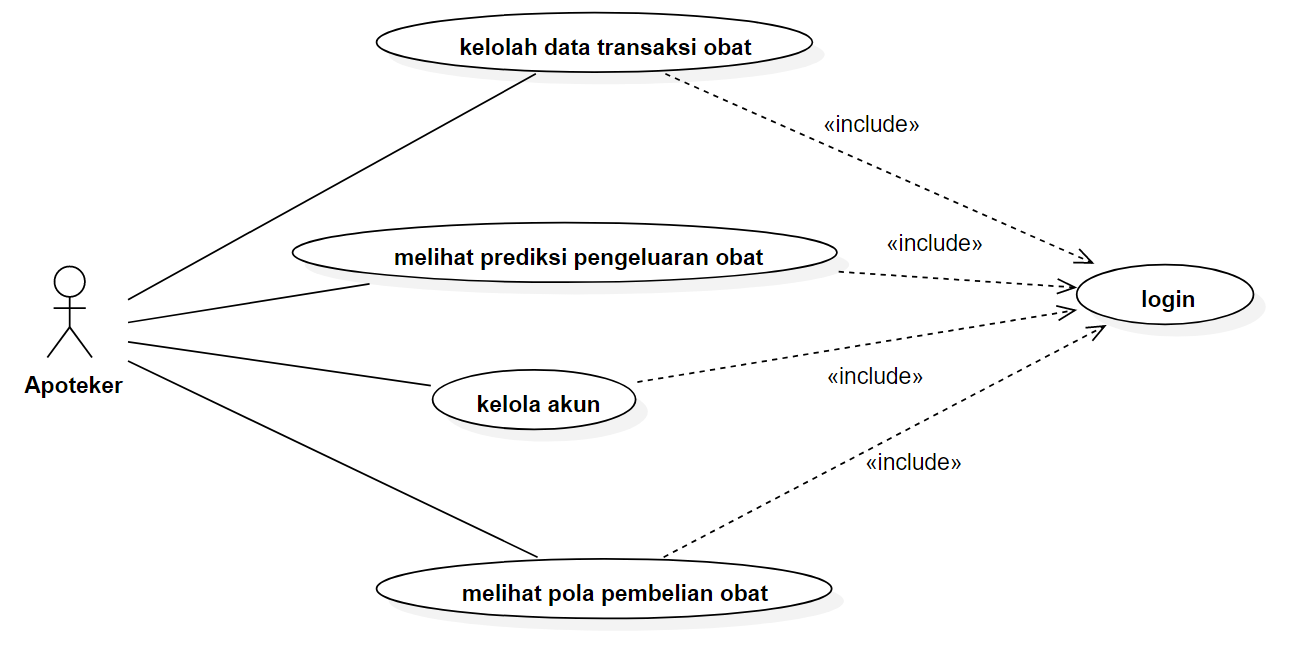 kelolah data transaksi obat
«include»
«include»
melihat prediksi pengeluaran obat
login
«include»
Apoteker
kelola akun
«include»
melihat pola pembelian obat